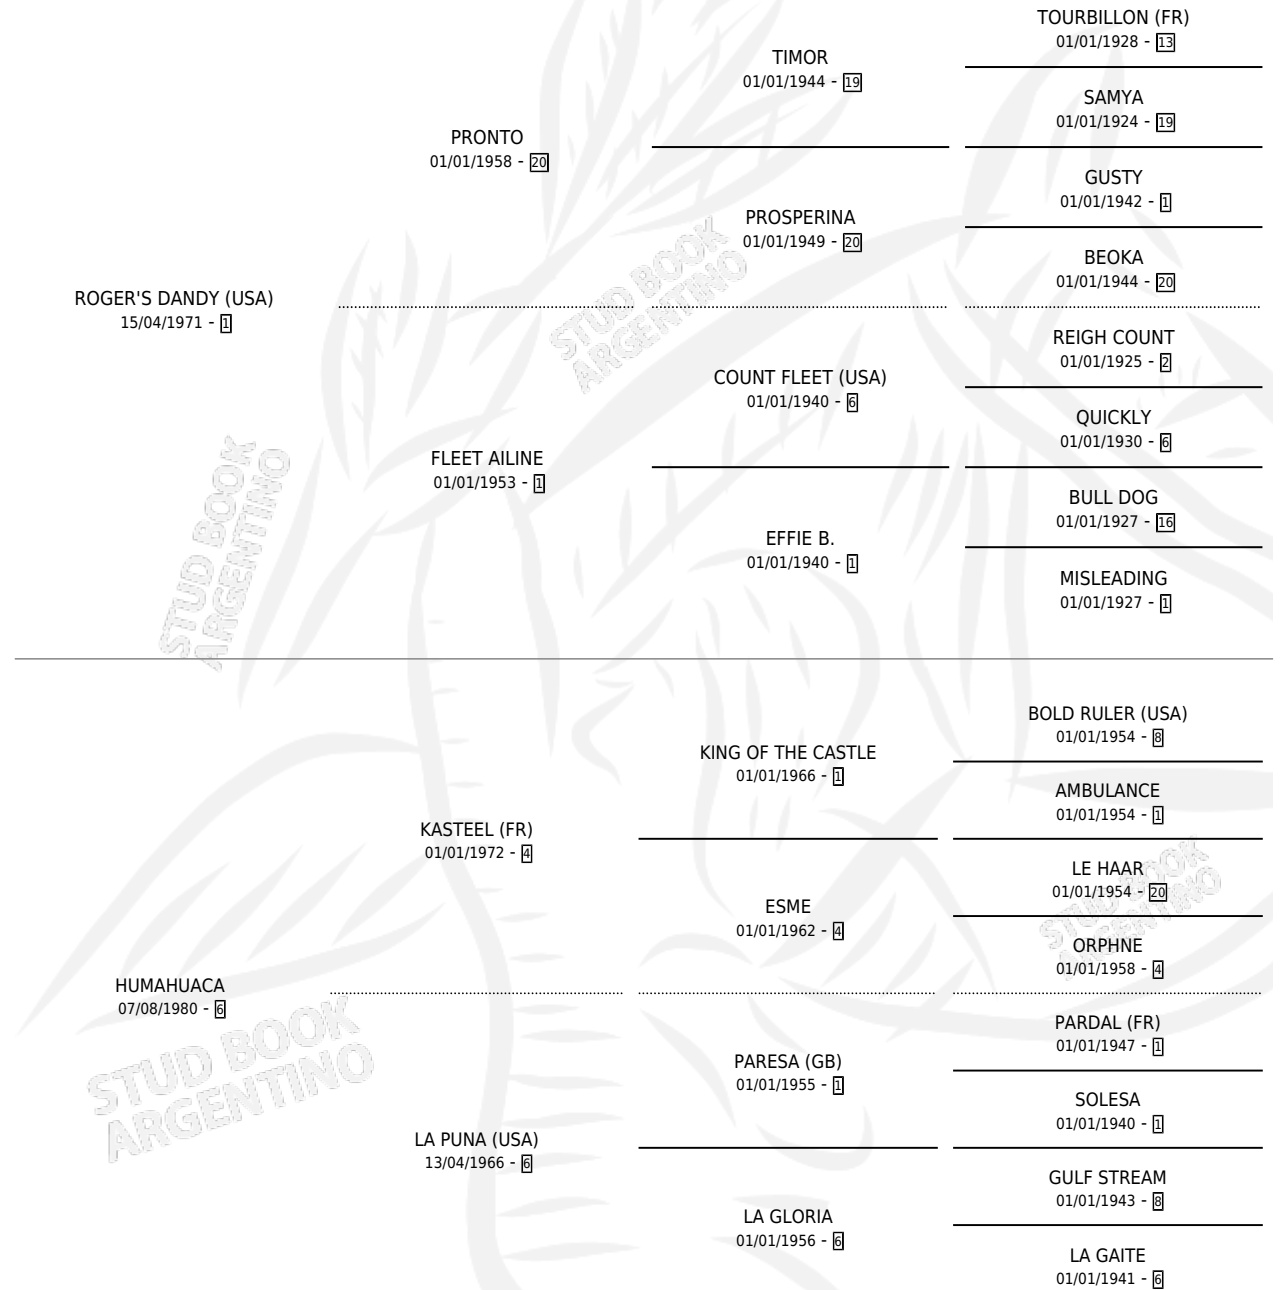 TOURBILLON (FR)
01/01/1928 - 13
TIMOR
01/01/1944 - 19
SAMYA
01/01/1924 - 19
PRONTO
01/01/1958 - 20
GUSTY
01/01/1942 - 1
PROSPERINA
01/01/1949 - 20
BEOKA
01/01/1944 - 20
ROGER'S DANDY (USA)
15/04/1971 - 1
REIGH COUNT
01/01/1925 - 2
COUNT FLEET (USA)
01/01/1940 - 6
QUICKLY
01/01/1930 - 6
FLEET AILINE
01/01/1953 - 1
BULL DOG
01/01/1927 - 16
EFFIE B.
01/01/1940 - 1
MISLEADING
01/01/1927 - 1
BOLD RULER (USA)
01/01/1954 - 8
KING OF THE CASTLE
01/01/1966 - 1
AMBULANCE
01/01/1954 - 1
KASTEEL (FR)
01/01/1972 - 4
LE HAAR
01/01/1954 - 20
ESME
01/01/1962 - 4
ORPHNE
01/01/1958 - 4
HUMAHUACA
07/08/1980 - 6
PARDAL (FR)
01/01/1947 - 1
PARESA (GB)
01/01/1955 - 1
SOLESA
01/01/1940 - 1
LA PUNA (USA)
13/04/1966 - 6
GULF STREAM
01/01/1943 - 8
LA GLORIA
01/01/1956 - 6
LA GAITE
01/01/1941 - 6
STUD BOOK
ARGENTINO
STUD BOOK
ARGENTINO
STUD BOOK
ARGENTINO
STUD BOOK
ARGENTINO